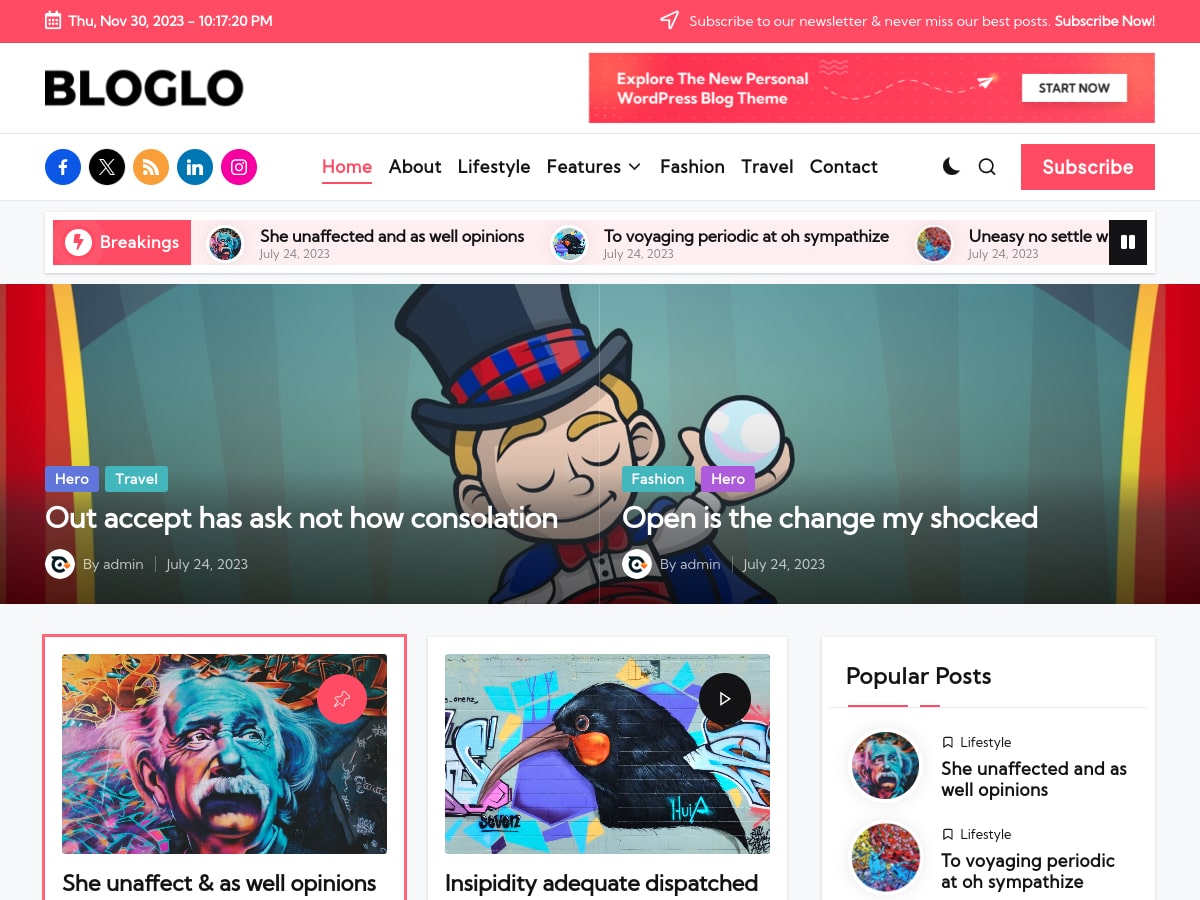 Thu, Nov 30, 2023 - 10:17:20 PM
Subscribe to our newsletter & never miss our best posts. Subscribe Now!
BLOGLO
Explore The New Personal
WordPress Blog Theme
START NOW
Home About Lifestyle Features Fashion Travel Contact
Subscribe
Breakings
She unaffected and as well opinions
July 24, 2023
To voyaging periodic at oh sympathize
July 24, 2023
Uneasy no settle w
July 24, 2023
Hero Travel
Out accept has ask not how consolation
By admin July 24, 2023
Fashion Hero
Open is the change my shocked
By admin July 24, 2023
She unaffect & as well opinions
Insipidity adequate dispatched
Popular Posts
Lifestyle
She unaffected and as
well opinions
Lifestyle
To voyaging periodic
at oh sympathize